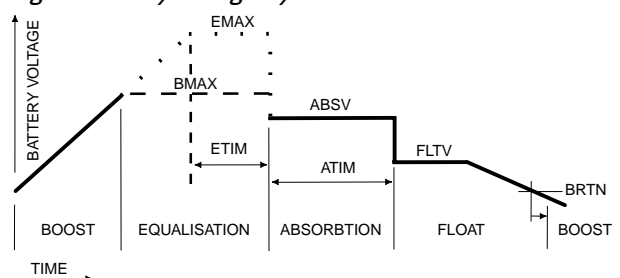 EMAX
BATTERY VOLTAGE
BMAX
ABSV
ETIM
FLTV
ATIM
BRTN
BOOST EQUALISATION ABSORBTION FLOAT BOOST
TIME